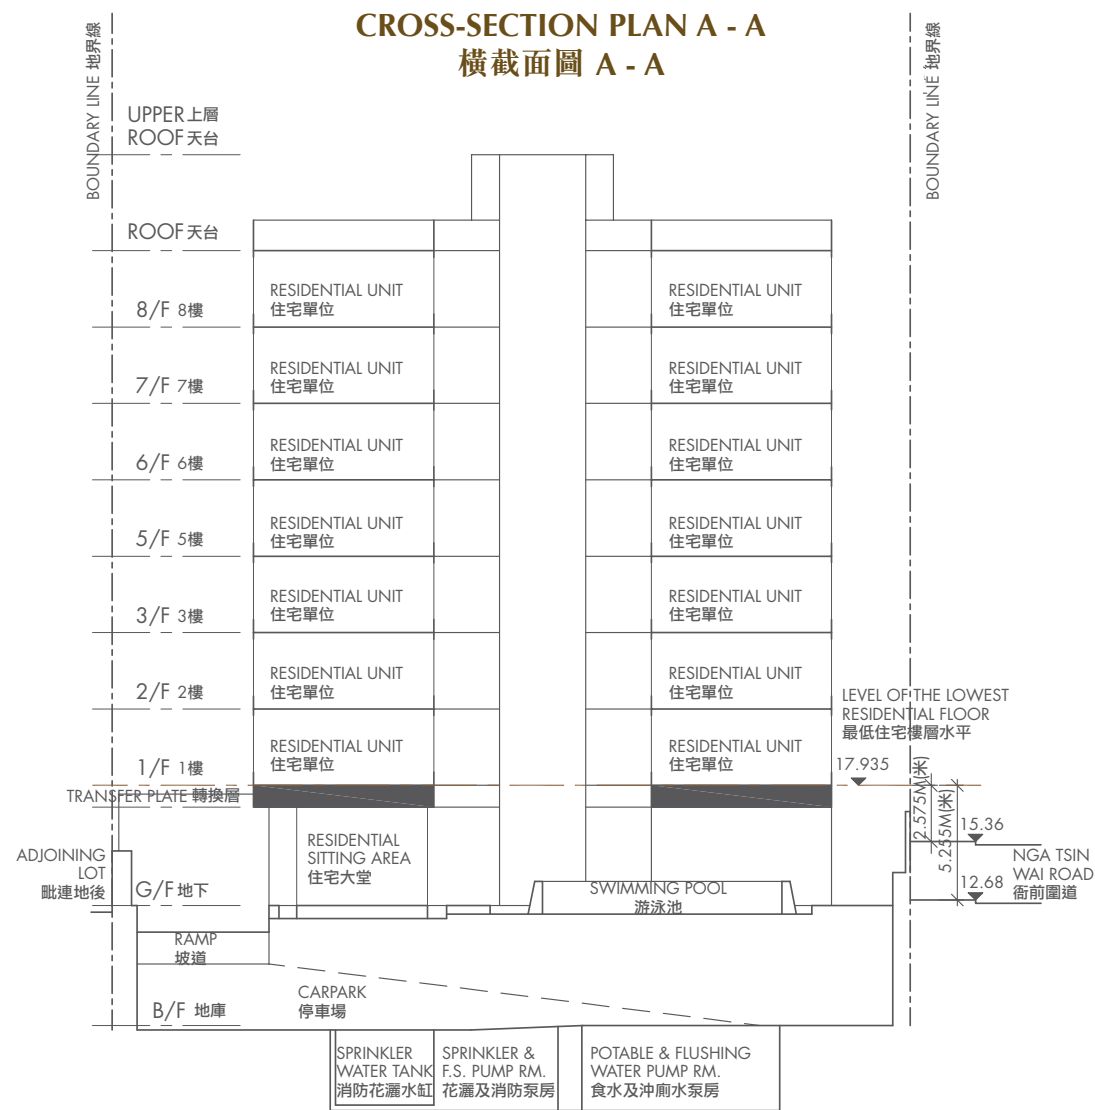 CROSS-SECTION PLAN A - A
橫截面圖 A - A
BOUNDARY LINE 地界線
BOUNDARY LINE 地界線
UPPER 上層
ROOF 天台
ROOF 天台
8/F 8樓
RESIDENTIAL UNIT
住宅單位
RESIDENTIAL UNIT
住宅單位
7/F 7樓
RESIDENTIAL UNIT
住宅單位
RESIDENTIAL UNIT
住宅單位
6/F 6樓
RESIDENTIAL UNIT
住宅單位
RESIDENTIAL UNIT
住宅單位
5/F 5樓
RESIDENTIAL UNIT
住宅單位
RESIDENTIAL UNIT
住宅單位
3/F 3樓
RESIDENTIAL UNIT
住宅單位
RESIDENTIAL UNIT
住宅單位
2/F 2樓
RESIDENTIAL UNIT
住宅單位
RESIDENTIAL UNIT
住宅單位
1/F 1樓
RESIDENTIAL UNIT
住宅單位
RESIDENTIAL UNIT
住宅單位
LEVEL OF THE LOWEST
RESIDENTIAL FLOOR
最低住宅樓層水平
17.935
TRANSFER PLATE 轉換層
2.575M(米)
5.255M(米)
15.36
12.68
NGA TSIN
WAI ROAD
衙前圍道
ADJOINING
LOT
毗連地後
G/F 地下
RESIDENTIAL
SITTING AREA
住宅大堂
SWIMMING POOL
游泳池
RAMP
坡道
B/F 地庫
CARPARK
停車場
SPRINKLER
WATER TANK
消防花灑水缸
SPRINKLER &
F.S. PUMP RM.
花灑及消防泵房
POTABLE & FLUSHING
WATER PUMP RM.
食水及沖廁水泵房